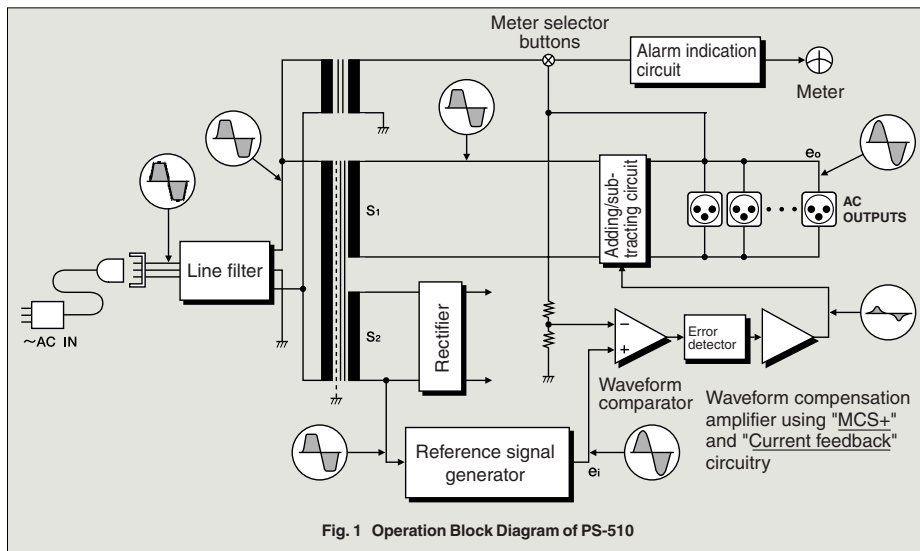 Meter selector
buttons
Alarm indication
circuit
Meter
eo
S1
Adding/sub-
tracting circuit
AC
OUTPUTS
Line filter
~AC IN
S2
Rectifier
−
+
Error
detector
Waveform
comparator
Waveform compensation
amplifier using "MCS+"
and "Current feedback"
circuitry
Reference signal
generator
ei
Fig. 1 Operation Block Diagram of PS-510